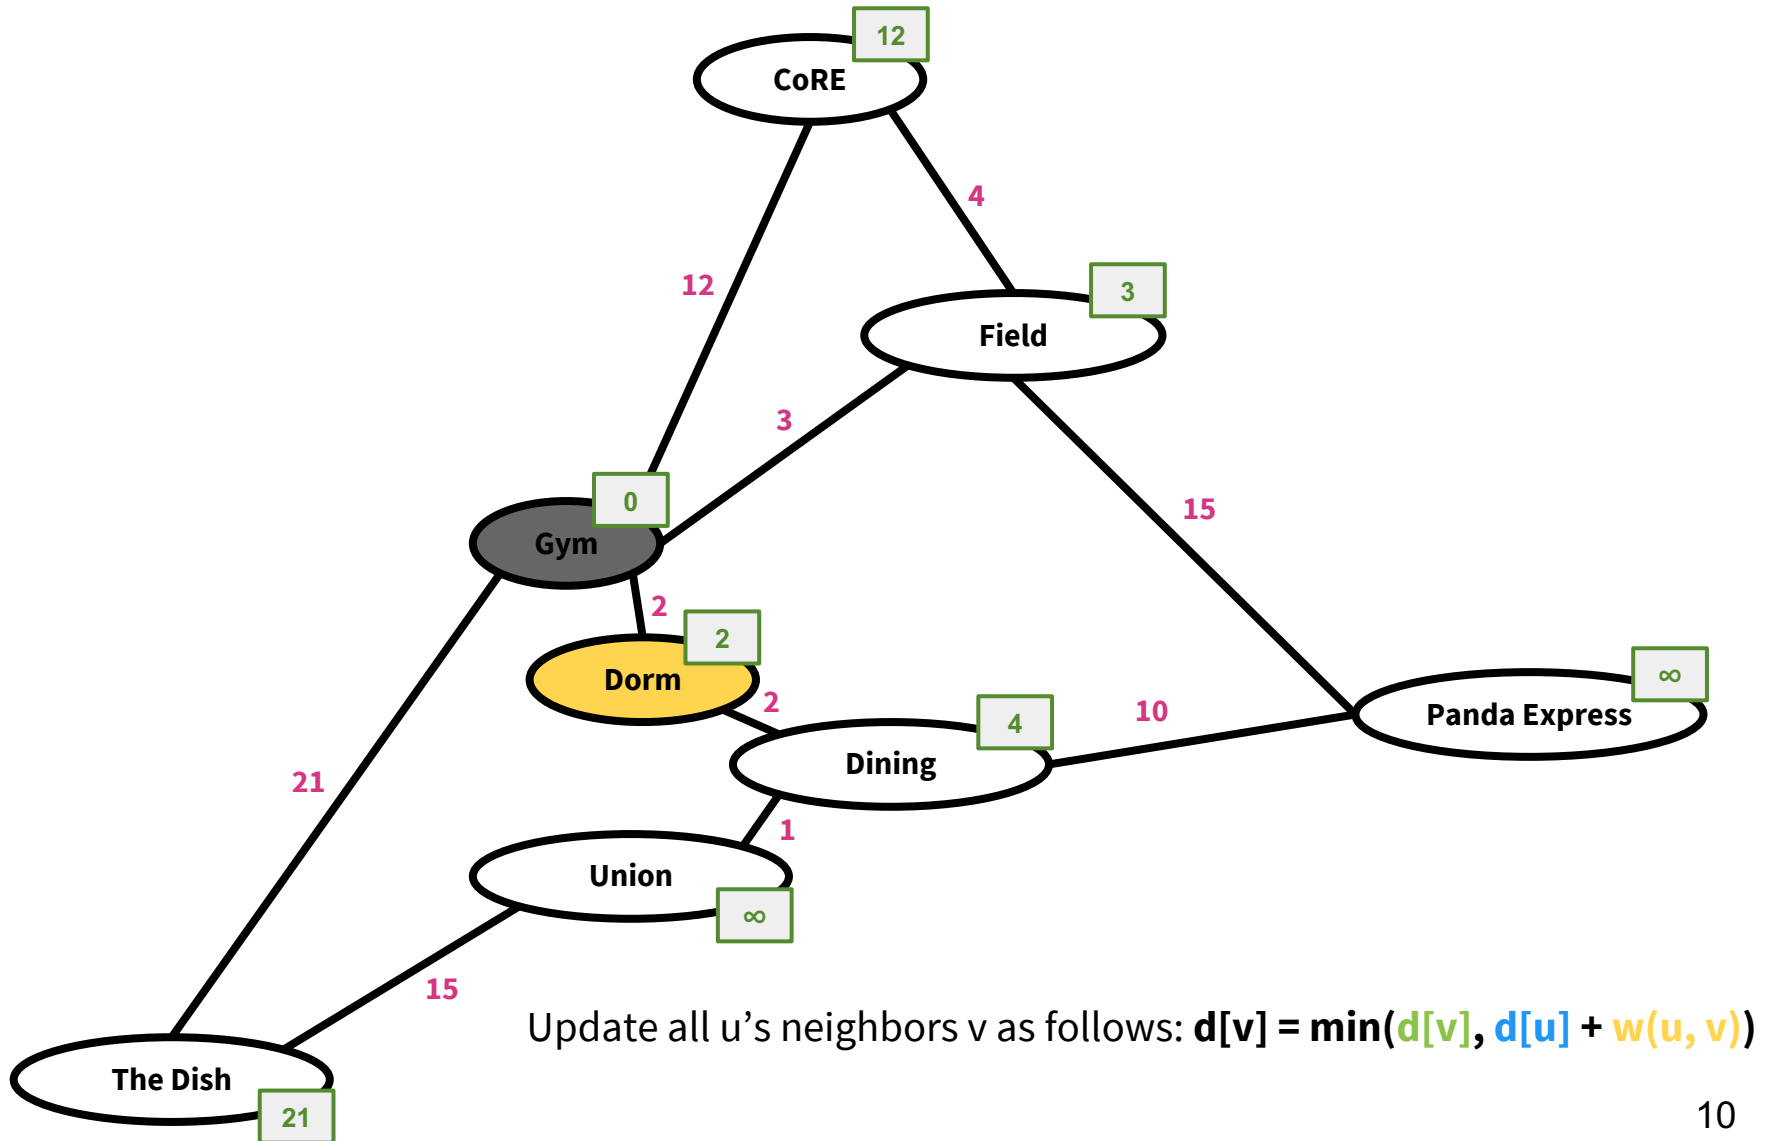 12
CoRE
4
12
3
Field
3
15
0
Gym
2
2
Dorm
∞
2
10
Panda Express
4
Dining
21
1
Union
∞
15
Update all u’s neighbors v as follows: d[v] = min(d[v], d[u] + w(u, v))
The Dish
21
10